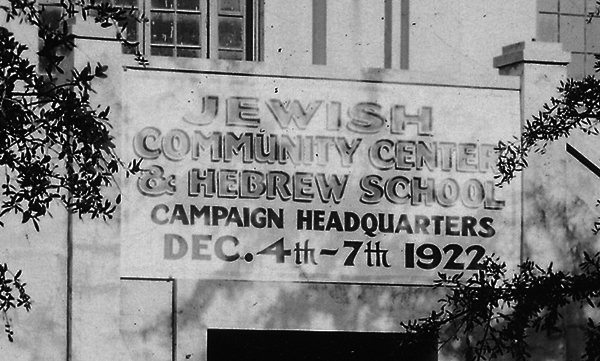 JEWISH
COMMUNITY CENTER
& HEBREW SCHOOL
CAMPAIGN HEADQUARTERS
DEC. 4th-7th 1922